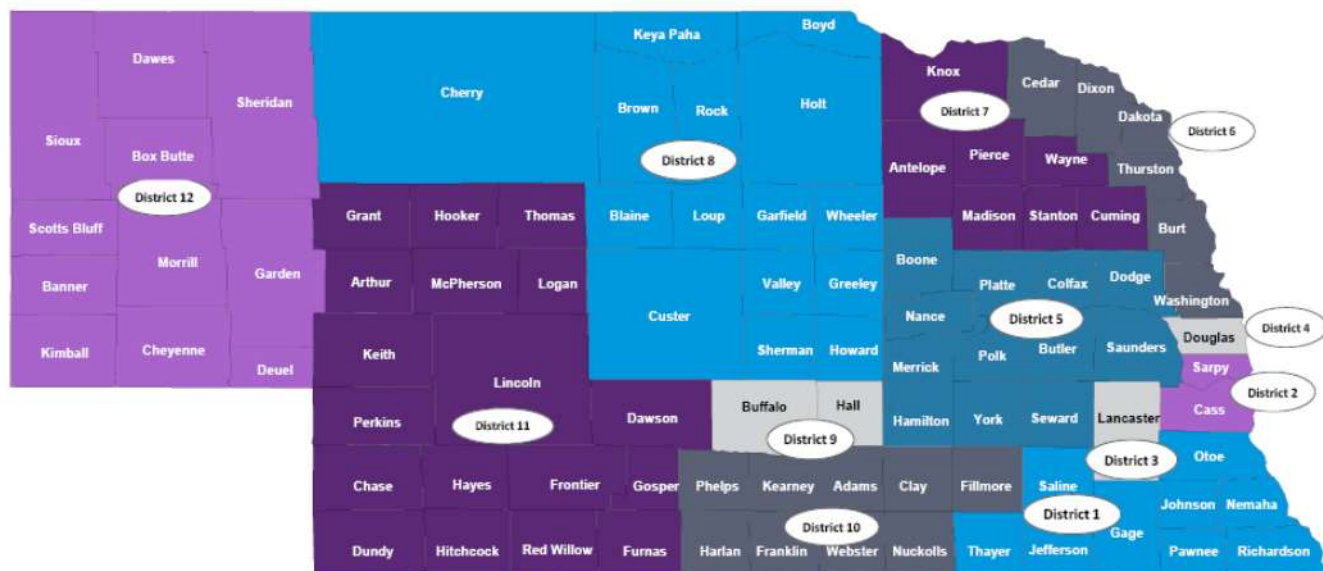 Boyd
Keya Paha
Dawes
Knox
Cedar
Dixon
Cherry
Sheridan
Brown
Rock
Holt
District 7
Dakota
District 6
Sioux
Box Butte
District 8
Antelope
Pierce
Wayne
Thurston
District 12
Grant
Hooker
Thomas
Blaine
Loup
Garfield
Wheeler
Madison
Stanton
Cuming
Scotts Bluff
Burt
Morrill
Garden
Boone
Banner
Arthur
McPherson
Logan
Valley
Greeley
Platte
Colfax
Dodge
Washington
Custer
Nance
District 5
District 4
Kimball
Cheyenne
Keith
Sherman
Howard
Merrick
Polk
Butler
Saunders
Douglas
Deuel
Sarpy
Lincoln
District 2
Perkins
Dawson
Buffalo
Hall
Hamilton
York
Seward
Lancaster
Cass
District 11
District 9
Otoe
District 3
Chase
Hayes
Frontier
Gosper
Phelps
Kearney
Adams
Clay
Fillmore
Saline
Johnson
Nemaha
District 1
District 10
Dundy
Hitchcock
Red Willow
Furnas
Harlan
Franklin
Webster
Nuckolls
Thayer
Jefferson
Gage
Pawnee
Richardson